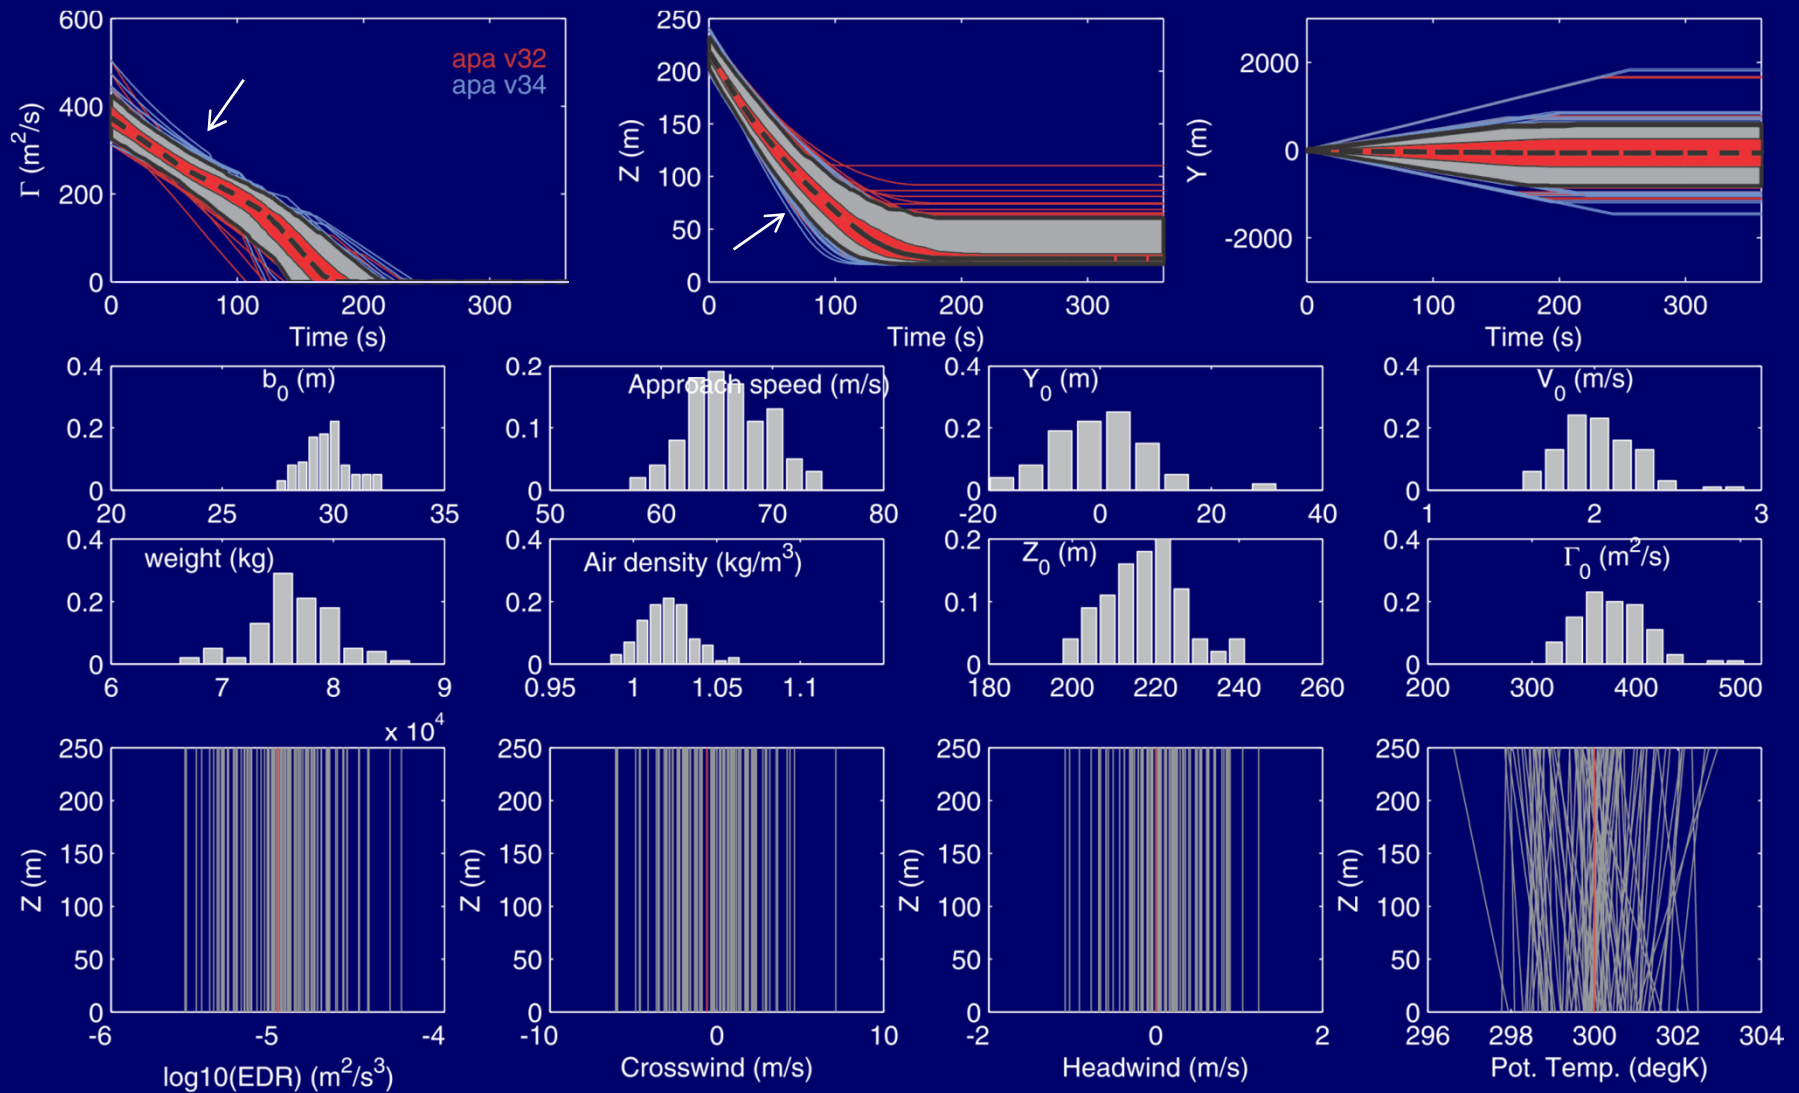 600
400
200
0
Γ (m²/s)
apa v32
apa v34
0 100 200 300
Time (s)
250
200
150
100
50
0
Z (m)
0 100 200 300
Time (s)
2000
0
-2000
Y (m)
0 100 200 300
Time (s)
0.4
0.2
0
b₀ (m)
20 25 30 35
0.2
0.1
0
Approach speed (m/s)
50 60 70 80
0.4
0.2
0
Y₀ (m)
-20 0 20 40
0.4
0.2
0
V₀ (m/s)
1 2 3
0.4
0.2
0
weight (kg)
6 7 8 9
x 10⁴
0.4
0.2
0
Air density (kg/m³)
0.95 1 1.05 1.1
0.2
0.1
0
Z₀ (m)
180 200 220 240 260
0.4
0.2
0
Γ₀ (m²/s)
200 300 400 500
250
200
150
100
50
0
Z (m)
-6 -5 -4
log10(EDR) (m²/s³)
250
200
150
100
50
0
Z (m)
-10 0 10
Crosswind (m/s)
250
200
150
100
50
0
Z (m)
-2 0 2
Headwind (m/s)
250
200
150
100
50
0
Z (m)
296 298 300 302 304
Pot. Temp. (degK)